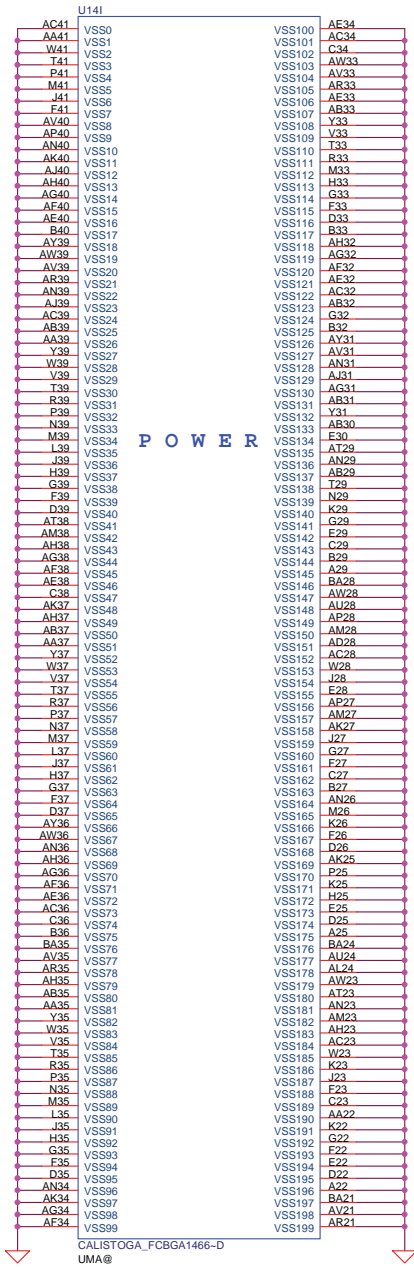 U14I
AC41 VSS0 VSS100 AE34
AA41 VSS1 VSS101 AC34
W41 VSS2 VSS102 C34
T41 VSS3 VSS103 AW33
P41 VSS4 VSS104 AV33
M41 VSS5 VSS105 AR33
J41 VSS6 VSS106 AE33
F41 VSS7 VSS107 AB33
AV40 VSS8 VSS108 Y33
AP40 VSS9 VSS109 V33
AN40 VSS10 VSS110 T33
AK40 VSS11 VSS111 R33
AJ40 VSS12 VSS112 M33
AH40 VSS13 VSS113 H33
AG40 VSS14 VSS114 G33
AF40 VSS15 VSS115 F33
AE40 VSS16 VSS116 D33
B40 VSS17 VSS117 B33
AY39 VSS18 VSS118 AH32
AW39 VSS19 VSS119 AG32
AV39 VSS20 VSS120 AF32
AR39 VSS21 VSS121 AE32
AN39 VSS22 VSS122 AC32
AJ39 VSS23 VSS123 AB32
AC39 VSS24 VSS124 G32
AB39 VSS25 VSS125 B32
AA39 VSS26 VSS126 AY31
Y39 VSS27 VSS127 AV31
W39 VSS28 VSS128 AN31
V39 VSS29 VSS129 AJ31
T39 VSS30 VSS130 AG31
R39 VSS31 VSS131 AB31
P39 VSS32 VSS132 Y31
N39 VSS33 VSS133 AB30
M39 VSS34 POWER VSS134 E30
L39 VSS35 VSS135 AT29
J39 VSS36 VSS136 AN29
H39 VSS37 VSS137 AB29
G39 VSS38 VSS138 T29
F39 VSS39 VSS139 N29
D39 VSS40 VSS140 K29
AT38 VSS41 VSS141 G29
AM38 VSS42 VSS142 E29
AH38 VSS43 VSS143 C29
AG38 VSS44 VSS144 B29
AF38 VSS45 VSS145 A29
AE38 VSS46 VSS146 BA28
C38 VSS47 VSS147 AW28
AK37 VSS48 VSS148 AU28
AH37 VSS49 VSS149 AP28
AB37 VSS50 VSS150 AM28
AA37 VSS51 VSS151 AD28
Y37 VSS52 VSS152 AC28
W37 VSS53 VSS153 W28
V37 VSS54 VSS154 J28
T37 VSS55 VSS155 E28
R37 VSS56 VSS156 AP27
P37 VSS57 VSS157 AM27
N37 VSS58 VSS158 AK27
M37 VSS59 VSS159 J27
L37 VSS60 VSS160 G27
J37 VSS61 VSS161 F27
H37 VSS62 VSS162 C27
G37 VSS63 VSS163 B27
F37 VSS64 VSS164 AN26
D37 VSS65 VSS165 M26
AY36 VSS66 VSS166 K26
AW36 VSS67 VSS167 F26
AN36 VSS68 VSS168 D26
AH36 VSS69 VSS169 AK25
AG36 VSS70 VSS170 P25
AF36 VSS71 VSS171 K25
AE36 VSS72 VSS172 H25
AC36 VSS73 VSS173 E25
C36 VSS74 VSS174 D25
B36 VSS75 VSS175 A25
BA35 VSS76 VSS176 BA24
AV35 VSS77 VSS177 AU24
AR35 VSS78 VSS178 AL24
AH35 VSS79 VSS179 AW23
AB35 VSS80 VSS180 AT23
AA35 VSS81 VSS181 AN23
Y35 VSS82 VSS182 AM23
W35 VSS83 VSS183 AH23
V35 VSS84 VSS184 AC23
T35 VSS85 VSS185 W23
R35 VSS86 VSS186 K23
P35 VSS87 VSS187 J23
N35 VSS88 VSS188 F23
M35 VSS89 VSS189 C23
L35 VSS90 VSS190 AA22
J35 VSS91 VSS191 K22
H35 VSS92 VSS192 G22
G35 VSS93 VSS193 F22
F35 VSS94 VSS194 E22
D35 VSS95 VSS195 D22
AN34 VSS96 VSS196 A22
AK34 VSS97 VSS197 BA21
AG34 VSS98 VSS198 AV21
AF34 VSS99 VSS199 AR21
CALISTOGA_FCBGA1466~D
UMA@